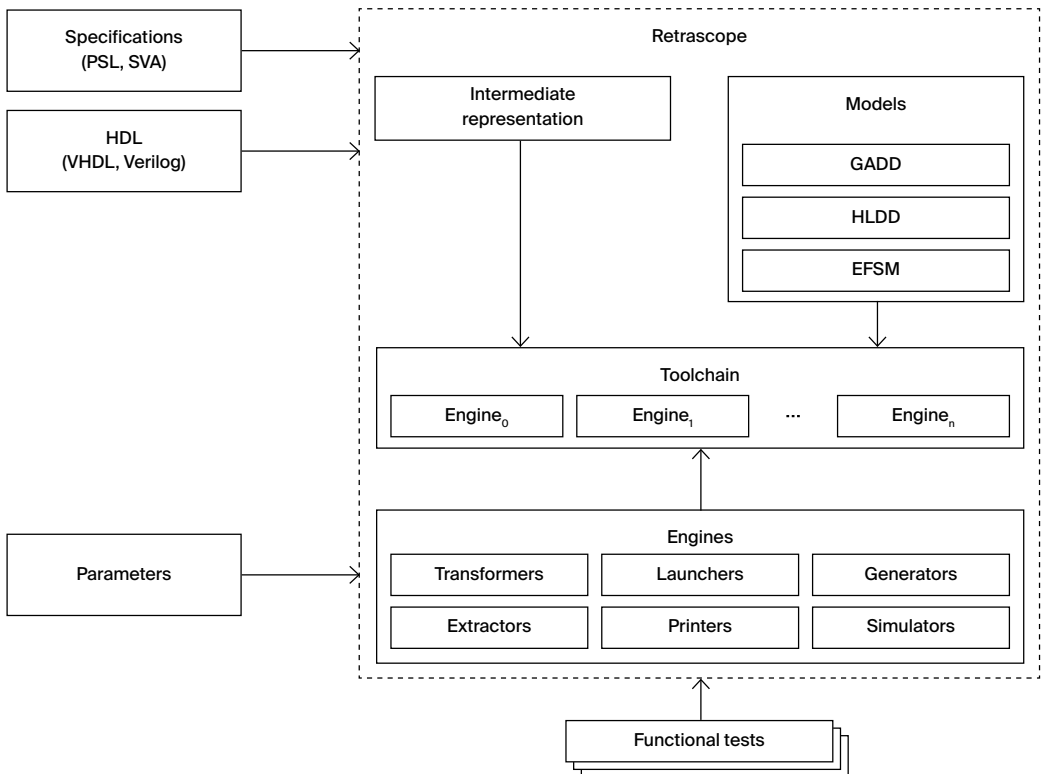 Specifications
(PSL, SVA)
HDL
(VHDL, Verilog)
Parameters
Retrascope
Intermediate
representation
Models
GADD
HLDD
EFSM
Toolchain
Engine₀
Engine₁
...
Engineₙ
Engines
Transformers
Launchers
Generators
Extractors
Printers
Simulators
Functional tests